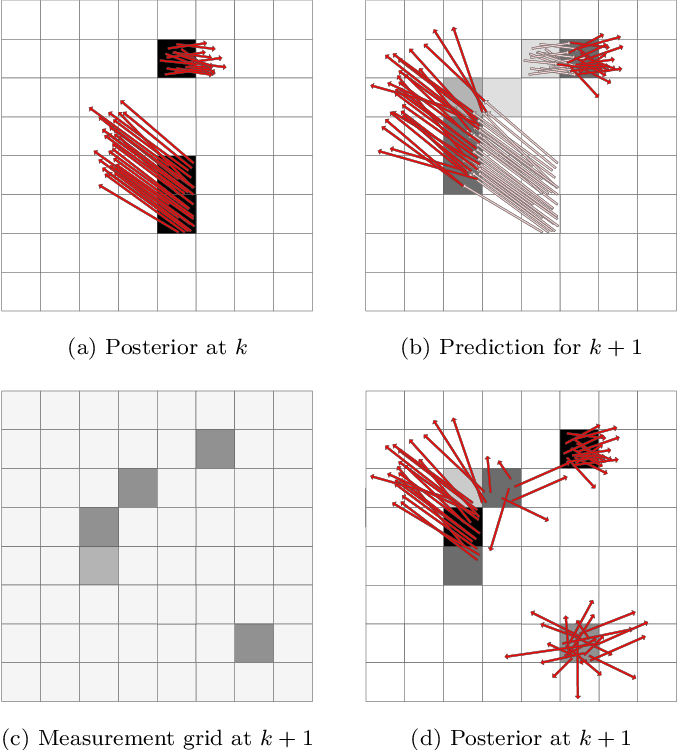 (a) Posterior at k
(b) Prediction for k + 1
(c) Measurement grid at k + 1
(d) Posterior at k + 1